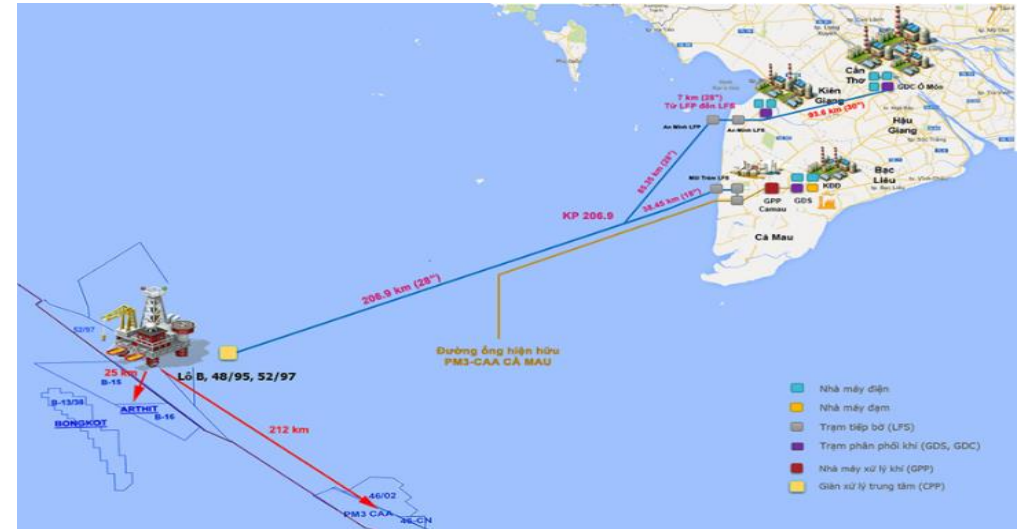 Cần
Thơ
GDC Ô Môn
Kiên
Giang
7 km (28")
Từ LFP đến LFS
93.6 km (30")
Hậu
Giang
An Minh LFP
An Minh LFS
Bạc
Liêu
65.35 km (28")
Mũi Tràm LFS
KĐĐ
38.45 km (18")
GPP
Camau
GDS
KP 206.9
Cà Mau
206.9 km (28")
52/97
Đường ống hiện hữu
PM3-CAA CÀ MAU
Lô B, 48/95, 52/97
25 km
B-15
B-13/38
ARTHIT
B-16
BONGKOT
212 km
Nhà máy điện
Nhà máy đạm
Trạm tiếp bờ (LFS)
Trạm phân phối khí (GDS, GDC)
Nhà máy xử lý khí (GPP)
Giàn xử lý trung tâm (CPP)
46/02
PM3 CAA
46-CN